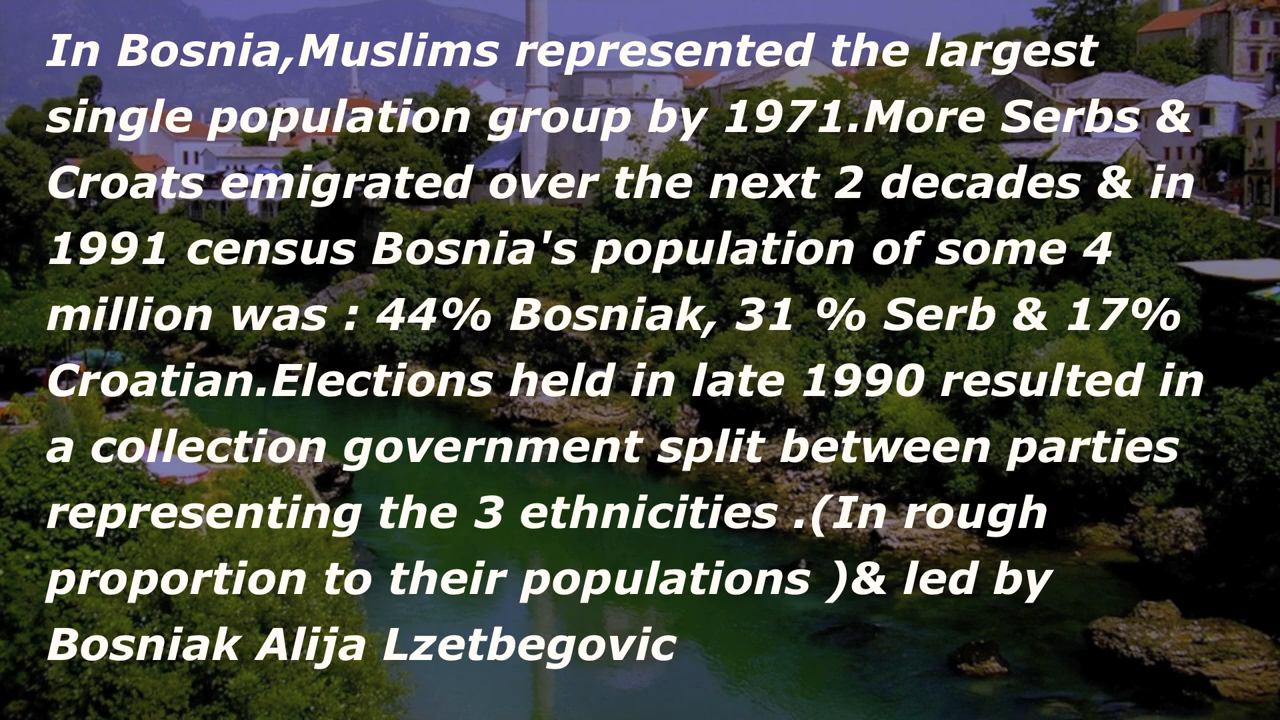 In Bosnia,Muslims represented the largest
single population group by 1971.More Serbs &
Croats emigrated over the next 2 decades & in
1991 census Bosnia's population of some 4
million was : 44% Bosniak, 31 % Serb & 17%
Croatian.Elections held in late 1990 resulted in
a collection government split between parties
representing the 3 ethnicities .(In rough
proportion to their populations )& led by
Bosniak Alija Lzetbegovic